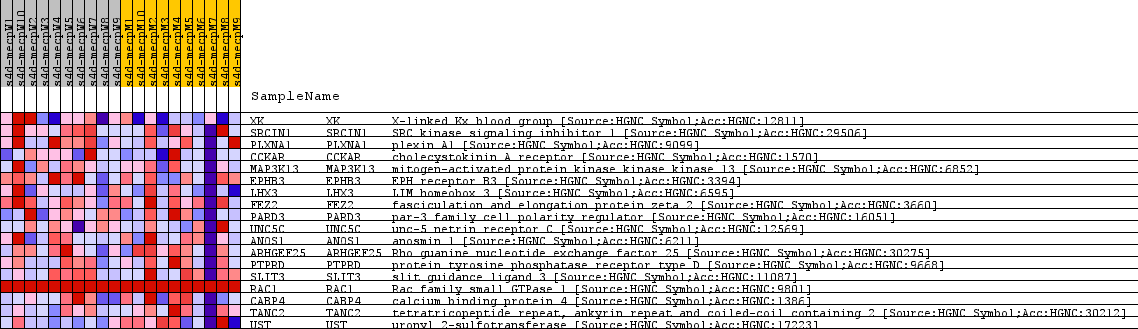 s4d-mecpW1
s4d-mecpW10
s4d-mecpW2
s4d-mecpW3
s4d-mecpW4
s4d-mecpW5
s4d-mecpW6
s4d-mecpW7
s4d-mecpW8
s4d-mecpW9
s4d-mecpM1
s4d-mecpM10
s4d-mecpM2
s4d-mecpM3
s4d-mecpM4
s4d-mecpM5
s4d-mecpM6
s4d-mecpM7
s4d-mecpM8
s4d-mecpM9
SampleName
XK XK X-linked Kx blood group [Source:HGNC Symbol;Acc:HGNC:12811]
SRCIN1 SRCIN1 SRC kinase signaling inhibitor 1 [Source:HGNC Symbol;Acc:HGNC:29506]
PLXNA1 PLXNA1 plexin A1 [Source:HGNC Symbol;Acc:HGNC:9099]
CCKAR CCKAR cholecystokinin A receptor [Source:HGNC Symbol;Acc:HGNC:1570]
MAP3K13 MAP3K13 mitogen-activated protein kinase kinase kinase 13 [Source:HGNC Symbol;Acc:HGNC:6852]
EPHB3 EPHB3 EPH receptor B3 [Source:HGNC Symbol;Acc:HGNC:3394]
LHX3 LHX3 LIM homeobox 3 [Source:HGNC Symbol;Acc:HGNC:6595]
FEZ2 FEZ2 fasciculation and elongation protein zeta 2 [Source:HGNC Symbol;Acc:HGNC:3660]
PARD3 PARD3 par-3 family cell polarity regulator [Source:HGNC Symbol;Acc:HGNC:16051]
UNC5C UNC5C unc-5 netrin receptor C [Source:HGNC Symbol;Acc:HGNC:12569]
ANOS1 ANOS1 anosmin 1 [Source:HGNC Symbol;Acc:HGNC:6211]
ARHGEF25 ARHGEF25 Rho guanine nucleotide exchange factor 25 [Source:HGNC Symbol;Acc:HGNC:30275]
PTPRD PTPRD protein tyrosine phosphatase receptor type D [Source:HGNC Symbol;Acc:HGNC:9668]
SLIT3 SLIT3 slit guidance ligand 3 [Source:HGNC Symbol;Acc:HGNC:11087]
RAC1 RAC1 Rac family small GTPase 1 [Source:HGNC Symbol;Acc:HGNC:9801]
CABP4 CABP4 calcium binding protein 4 [Source:HGNC Symbol;Acc:HGNC:1386]
TANC2 TANC2 tetratricopeptide repeat, ankyrin repeat and coiled-coil containing 2 [Source:HGNC Symbol;Acc:HGNC:30212]
UST UST uronyl 2-sulfotransferase [Source:HGNC Symbol;Acc:HGNC:17223]